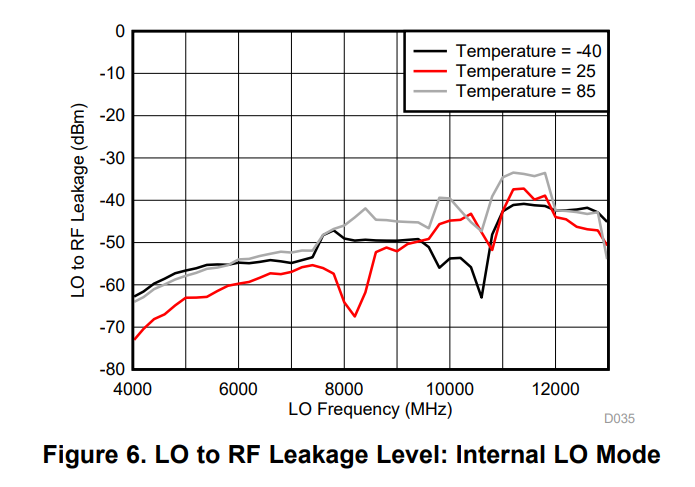 0
-10
-20
-30
-40
-50
-60
-70
-80
LO to RF Leakage (dBm)
Temperature = -40
Temperature = 25
Temperature = 85
4000 6000 8000 10000 12000
LO Frequency (MHz)
D035
Figure 6. LO to RF Leakage Level: Internal LO Mode